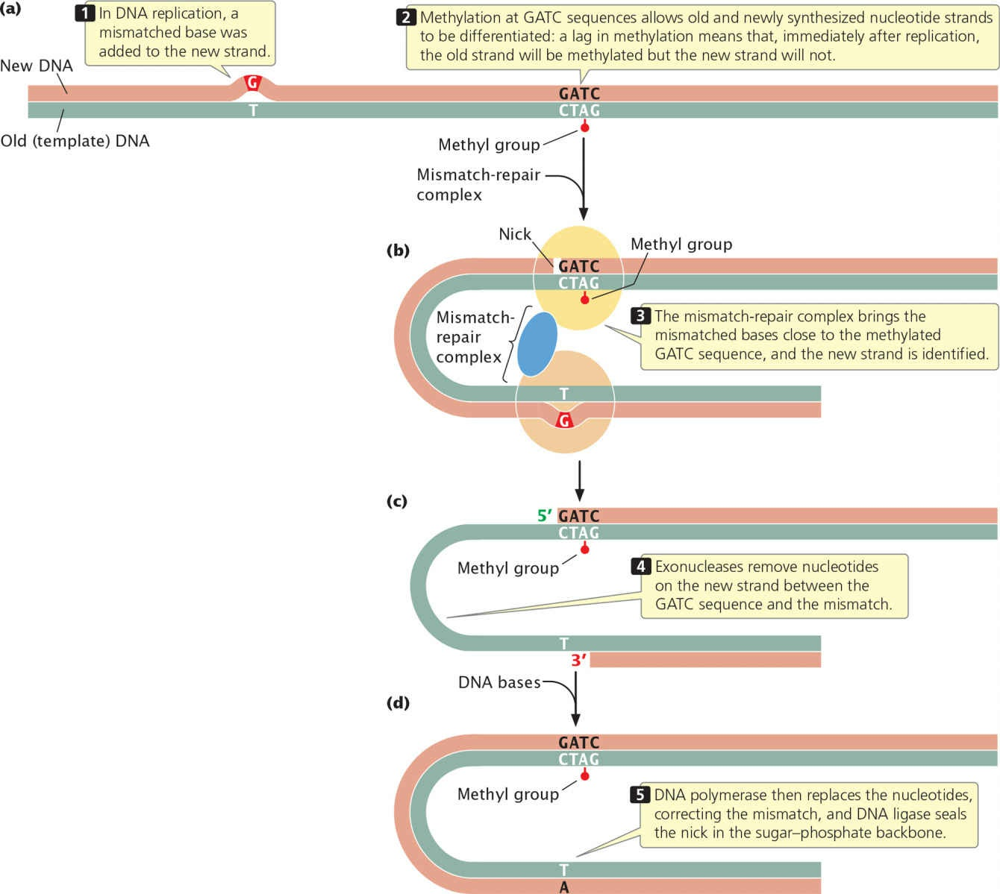 (a)
1 In DNA replication, a
mismatched base was
added to the new strand.
2 Methylation at GATC sequences allows old and newly synthesized nucleotide strands
to be differentiated: a lag in methylation means that, immediately after replication,
the old strand will be methylated but the new strand will not.
New DNA
G
GATC
T
CTAG
Old (template) DNA
Methyl group
Mismatch-repair
complex
(b)
Nick
Methyl group
GATC
CTAG
Mismatch-
repair
complex
3 The mismatch-repair complex brings the
mismatched bases close to the methylated
GATC sequence, and the new strand is identified.
T
G
(c)
5′ GATC
CTAG
Methyl group
4 Exonucleases remove nucleotides
on the new strand between the
GATC sequence and the mismatch.
T
3′
DNA bases
(d)
GATC
CTAG
Methyl group
5 DNA polymerase then replaces the nucleotides,
correcting the mismatch, and DNA ligase seals
the nick in the sugar–phosphate backbone.
T
A